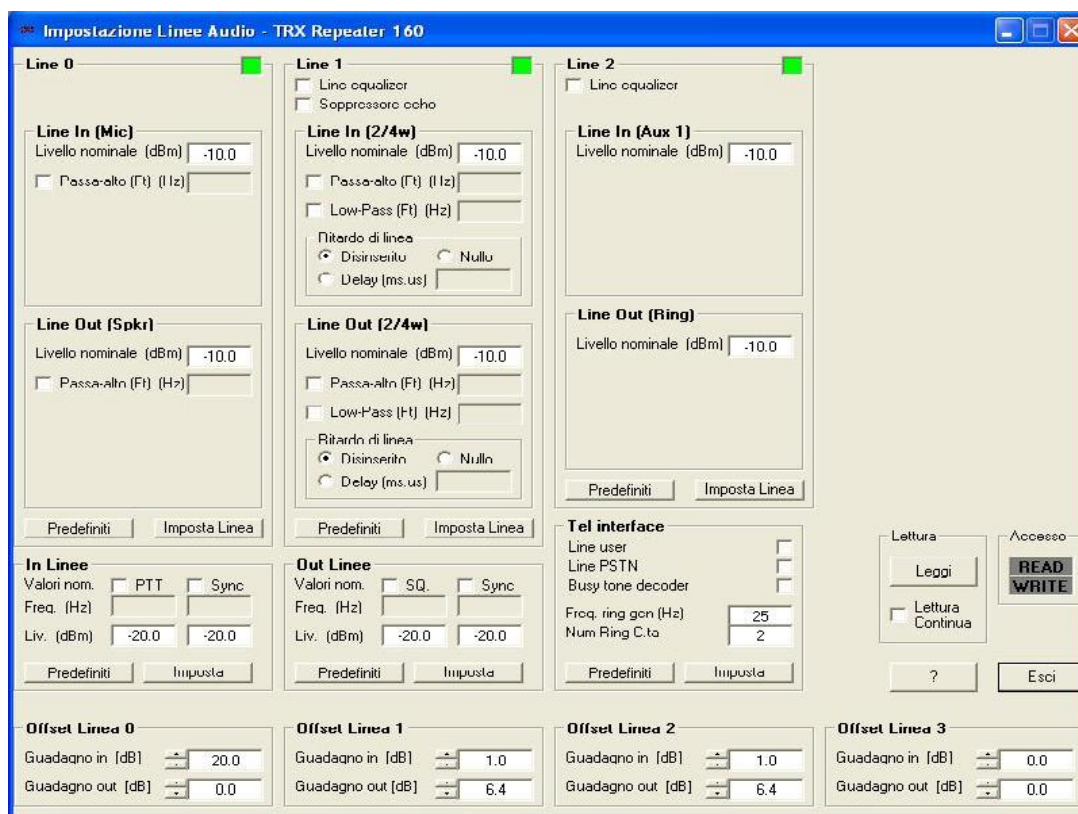 Impostazione Linee Audio - TRX Repeater 160
Line 0
Line In (Mic)
Livello nominale (dBm) -10.0
Passa-alto (Ft) (Hz)
Line Out (Spkr)
Livello nominale (dBm) -10.0
Passa-alto (Ft) (Hz)
Predefiniti Imposta Linea
Line 1
Line equalizer
Soppressore echo
Line In (2/4w)
Livello nominale (dBm) -10.0
Passa-alto (Ft) (Hz)
Low-Pass (Ft) (Hz)
Ritardo di linea
Disinserito Nullo
Delay (ms.us)
Line Out (2/4w)
Livello nominale (dBm) -10.0
Passa-alto (Ft) (Hz)
Low-Pass (Ft) (Hz)
Ritardo di linea
Disinserito Nullo
Delay (ms.us)
Predefiniti Imposta Linea
Line 2
Line equalizer
Line In (Aux 1)
Livello nominale (dBm) -10.0
Line Out (Ring)
Livello nominale (dBm) -10.0
Predefiniti Imposta Linea
In Linee
Valori nom. PTT Sync
Freq. (Hz)
Liv. (dBm) -20.0 -20.0
Predefiniti Imposta
Out Linee
Valori nom. SQ. Sync
Freq. (Hz)
Liv. (dBm) -20.0 -20.0
Predefiniti Imposta
Tel interface
Line user
Line PSTN
Busy tone decoder
Freq. ring gen (Hz) 25
Num Ring C.to 2
Predefiniti Imposta
Lettura
Leggi
Lettura
Continua
Accesso
READ
WRITE
?
Esci
Offset Linea 0
Guadagno in [dB] 20.0
Guadagno out [dB] 0.0
Offset Linea 1
Guadagno in [dB] 1.0
Guadagno out [dB] 6.4
Offset Linea 2
Guadagno in [dB] 1.0
Guadagno out [dB] 6.4
Offset Linea 3
Guadagno in [dB] 0.0
Guadagno out [dB] 0.0